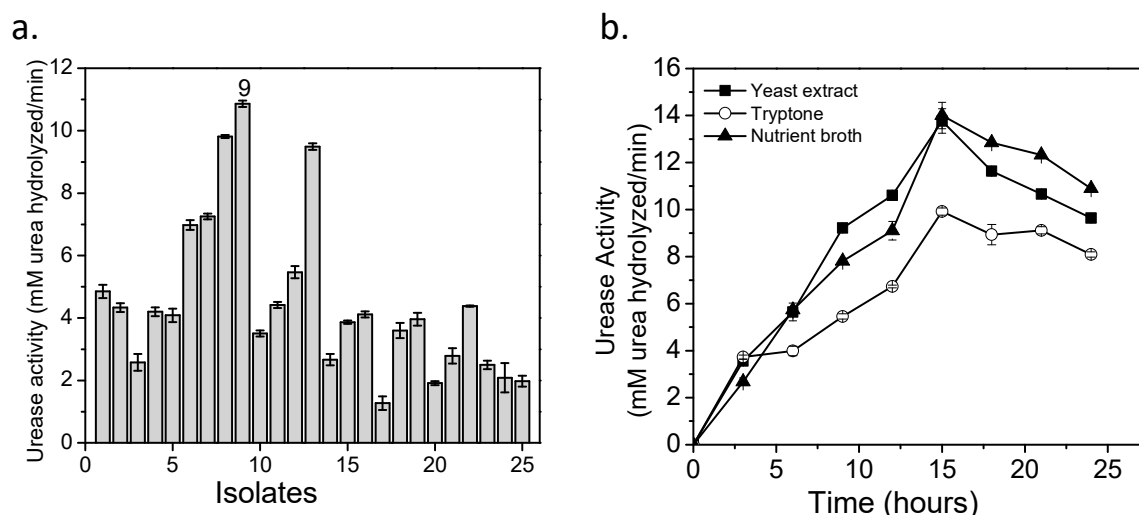 a.
Urease activity (mM urea hydrolyzed/min)
12
10
8
6
4
2
0
9
0 5 10 15 20 25
Isolates
b.
Urease Activity
(mM urea hydrolyzed/min)
16
14
12
10
8
6
4
2
0
Yeast extract
Tryptone
Nutrient broth
0 5 10 15 20 25
Time (hours)